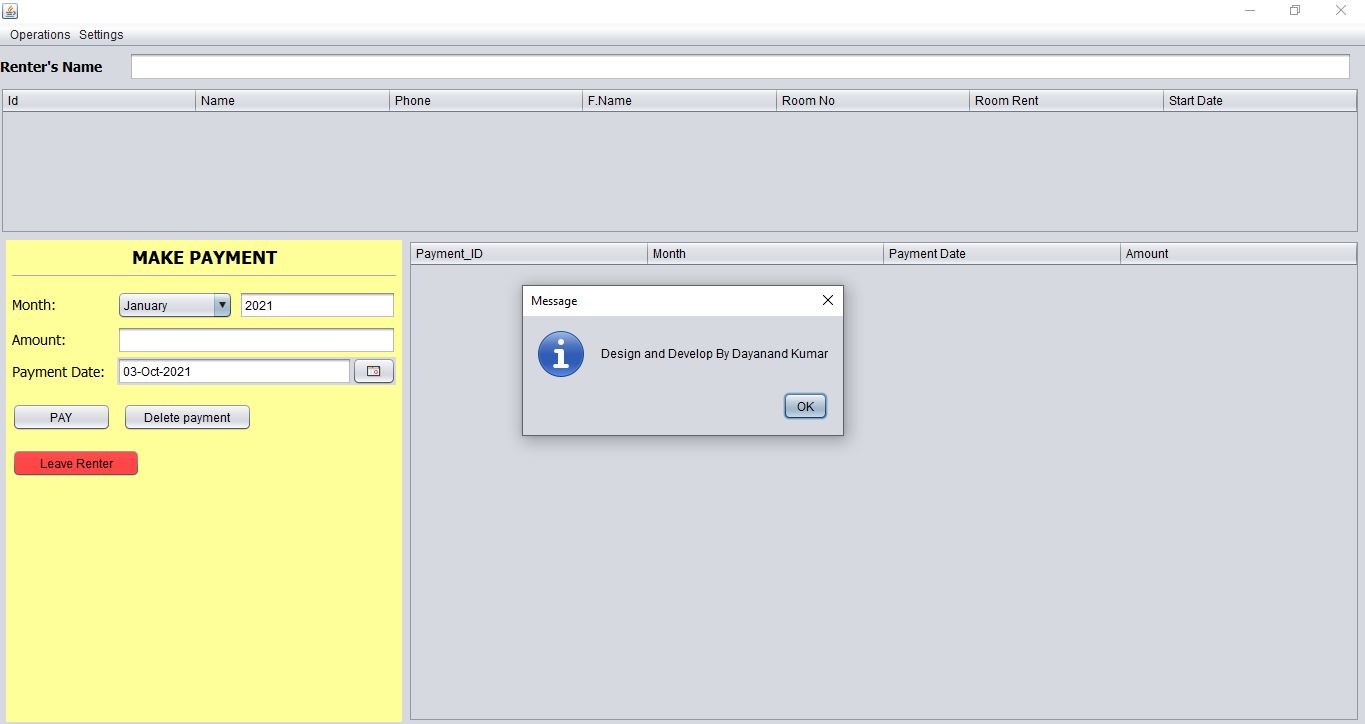 Operations Settings
Renter's Name
Id Name Phone F.Name Room No Room Rent Start Date
MAKE PAYMENT
Month: January 2021
Amount:
Payment Date: 03-Oct-2021
PAY Delete payment
Leave Renter
Payment_ID Month Payment Date Amount
Message
Design and Develop By Dayanand Kumar
OK